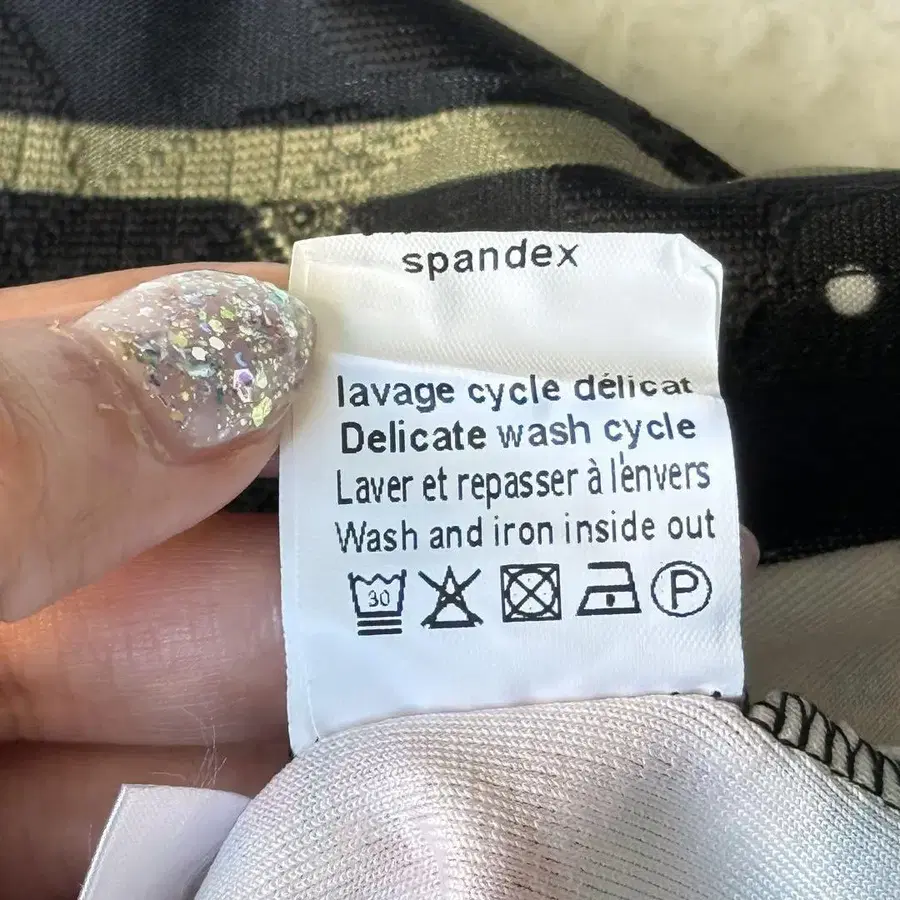 spandex
lavage cycle délicat
Delicate wash cycle
Laver et repasser à l'envers
Wash and iron inside out
30 P